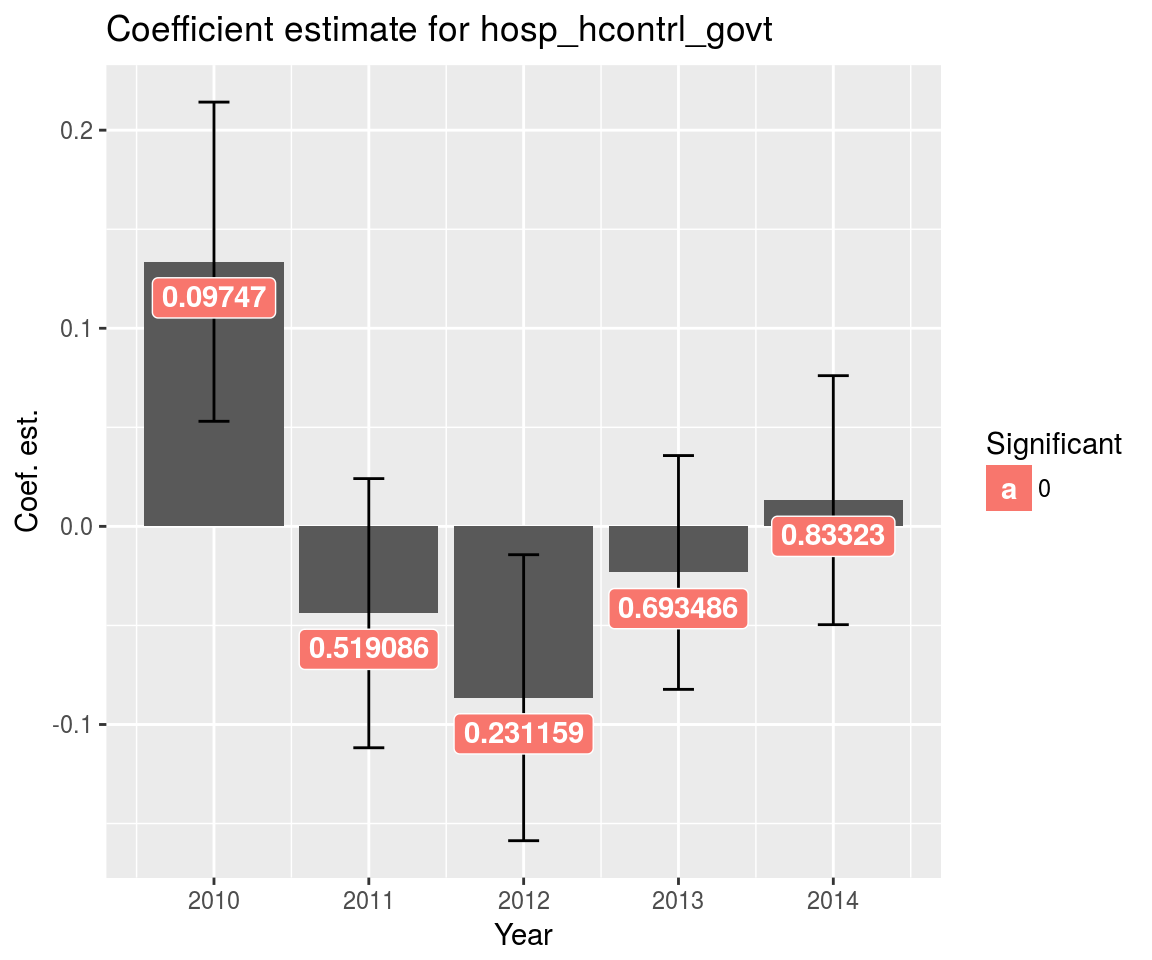 Coefficient estimate for hosp_hcontrl_govt
Coef. est.
0.2
0.1
0.0
-0.1
0.09747
0.519086
0.231159
0.693486
0.83323
2010 2011 2012 2013 2014
Year
Significant
a 0